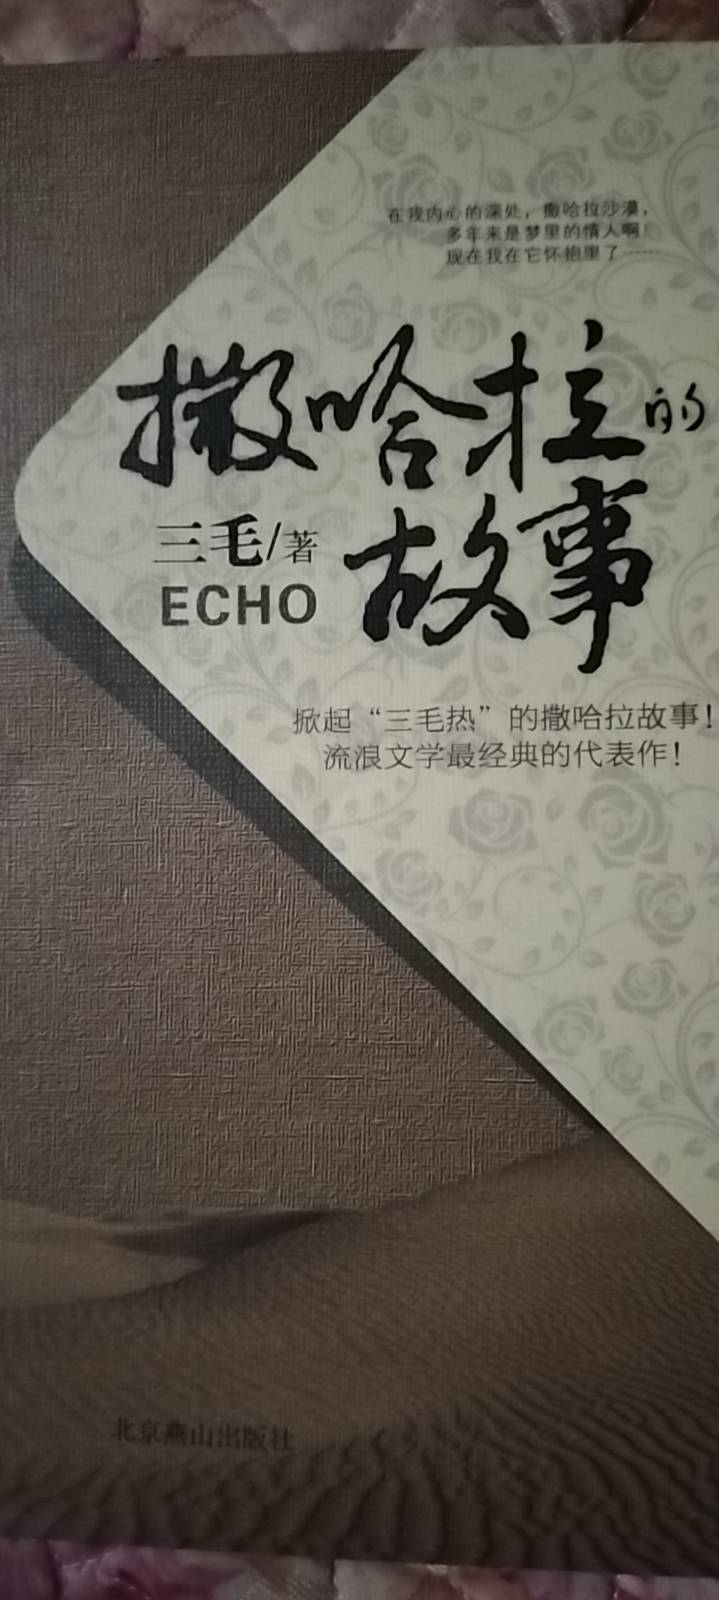 在我内心的深处，撒哈拉沙漠，
多年来是梦里的情人啊！
现在我在它怀抱里了……
撒哈拉的
故事
三毛/著
ECHO
掀起“三毛热”的撒哈拉故事！
流浪文学最经典的代表作！
北京燕山出版社